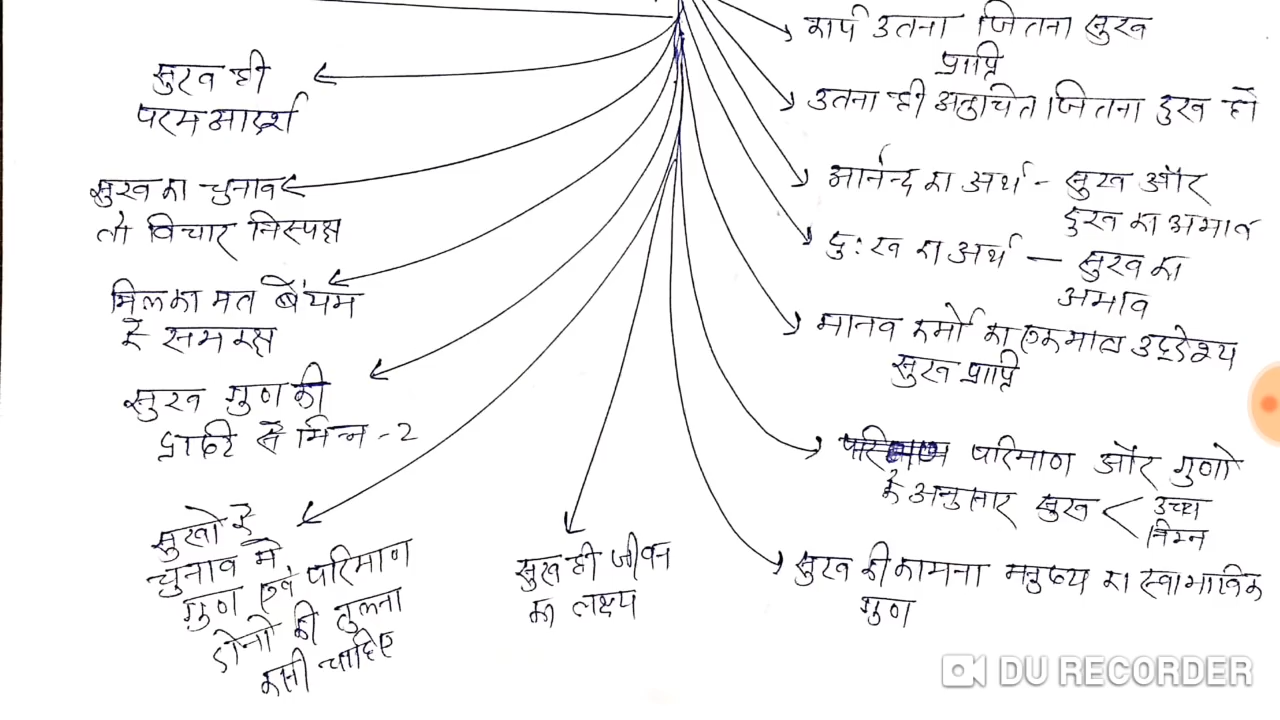 सुख ही
परम आदर्श
सुख का चुनाव
तो विचार निस्पक्ष
मिल का मत बेंथम
के समकक्ष
सुख गुण की
दृष्टि से भिन्न-2
सुखो के
चुनाव मे
गुण एवं परिमाण
दोनो की तुलना
करनी चाहिए
सुख ही जीवन
का लक्ष्य
कार्य उतना जितना सुख
प्राप्ति
उतना ही अनुचित जितना दुख हो
आनन्द का अर्थ - सुख और
दुख का अभाव
दुःख का अर्थ - सुख का
अभाव
मानव कर्मो का एकमात्र उद्देश्य
सुख प्राप्ति
परिमाण और गुणो
के अनुसार सुख < उच्च
निम्न
सुख की कामना मनुष्य का स्वाभाविक
गुण
DU RECORDER